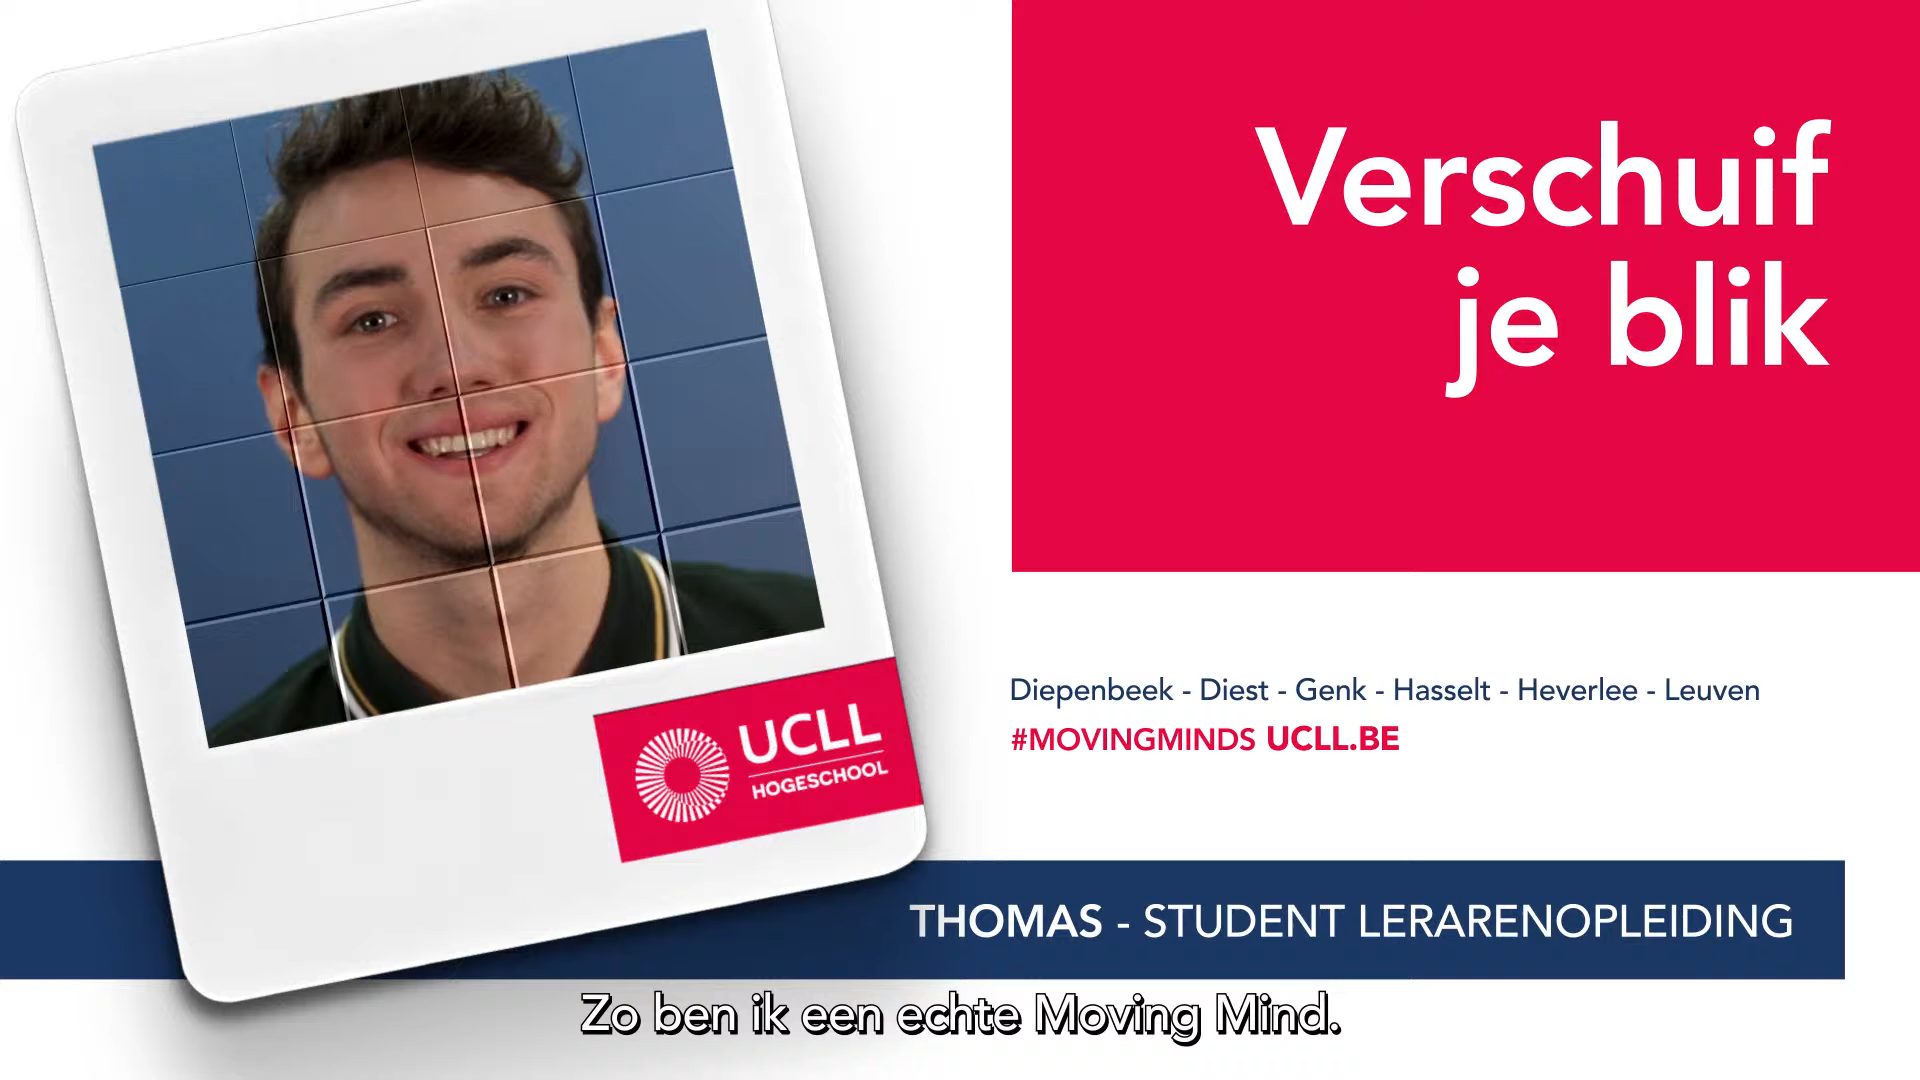 Verschuif
je blik
Diepenbeek - Diest - Genk - Hasselt - Heverlee - Leuven
#MOVINGMINDS UCLL.BE
UCLL
HOGESCHOOL
THOMAS - STUDENT LERARENOPLEIDING
Zo ben ik een echte Moving Mind.